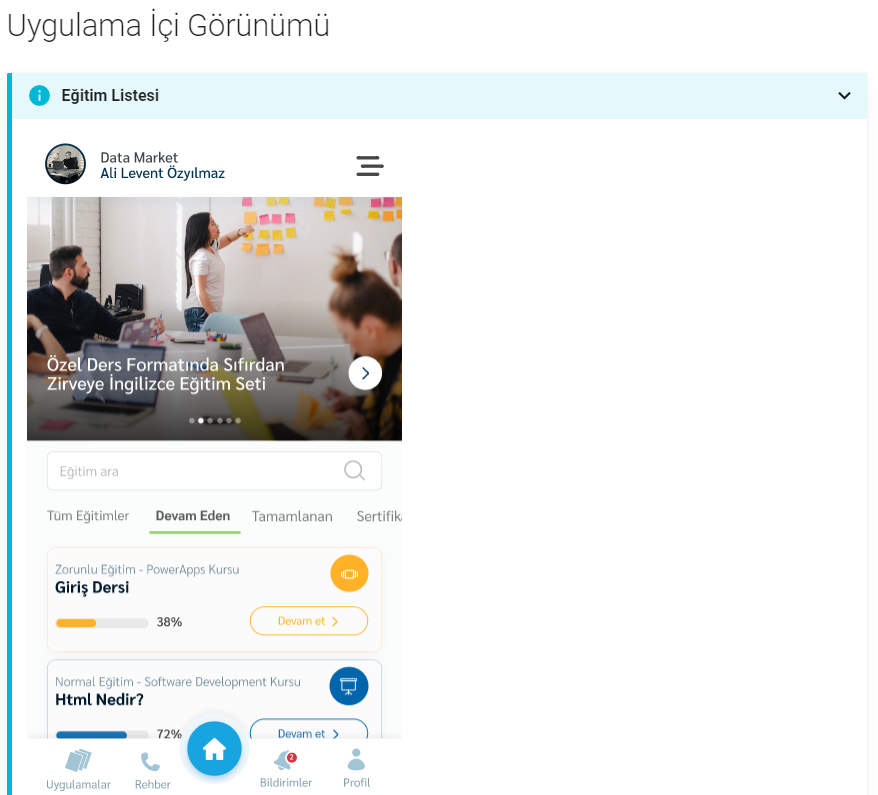 Uygulama İçi Görünümü
Eğitim Listesi
Data Market
Ali Levent Özyılmaz
Özel Ders Formatında Sıfırdan
Zirveye İngilizce Eğitim Seti
Eğitim ara
Tüm Eğitimler Devam Eden Tamamlanan Sertifik
Zorunlu Eğitim - PowerApps Kursu
Giriş Dersi
38% Devam et
Normal Eğitim - Software Development Kursu
Html Nedir?
72% Devam et
2
Uygulamalar Rehber Bildirimler Profil